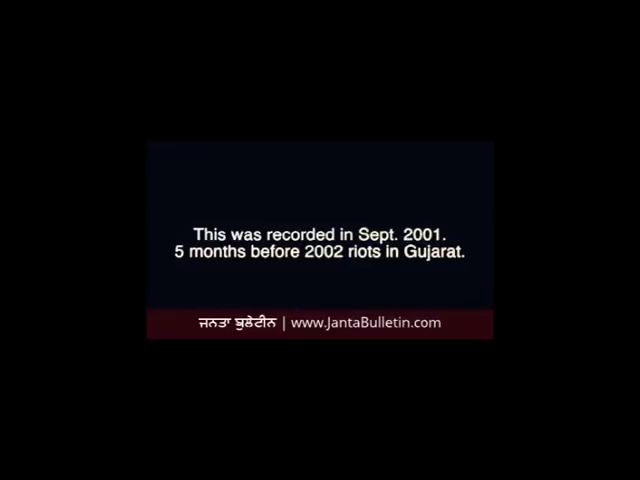 This was recorded in Sept. 2001.
5 months before 2002 riots in Gujarat.
ਜਨਤਾ ਬੁਲੇਟੀਨ | www.JantaBulletin.com